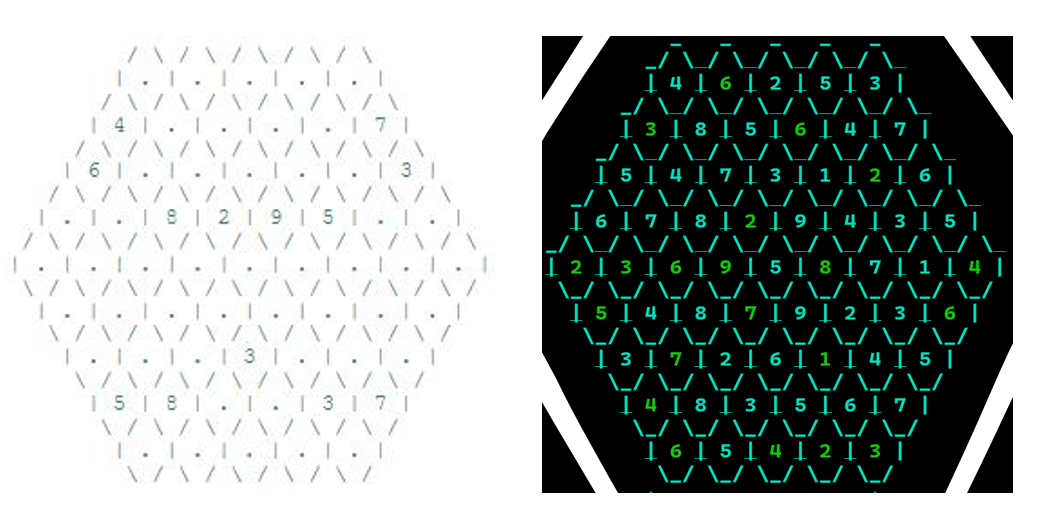 / \ / \ / \ / \ / \
| . | . | . | . | . |
/ \ / \ / \ / \ / \ / \
| 4 | . | . | . | . | 7 |
/ \ / \ / \ / \ / \ / \ / \
| 6 | . | . | . | . | . | 3 |
/ \ / \ / \ / \ / \ / \ / \ / \
| . | . | 8 | 2 | 9 | 5 | . | . |
/ \ / \ / \ / \ / \ / \ / \ / \ / \
| . | . | . | . | . | . | . | . | . |
\ / \ / \ / \ / \ / \ / \ / \ / \ /
| . | . | . | . | . | . | . | . |
\ / \ / \ / \ / \ / \ / \ / \ /
| . | . | . | 3 | . | . | . |
\ / \ / \ / \ / \ / \ / \ /
| 5 | 8 | . | . | 3 | 7 |
\ / \ / \ / \ / \ / \ /
| . | . | . | . | . |
\ / \ / \ / \ / \ /
_ _ _ _ _
_/ \_/ \_/ \_/ \_/ \_
| 4 | 6 | 2 | 5 | 3 |
_/ \_/ \_/ \_/ \_/ \_/ \_
| 3 | 8 | 5 | 6 | 4 | 7 |
_/ \_/ \_/ \_/ \_/ \_/ \_/ \_
| 5 | 4 | 7 | 3 | 1 | 2 | 6 |
_/ \_/ \_/ \_/ \_/ \_/ \_/ \_/ \_
| 6 | 7 | 8 | 2 | 9 | 4 | 3 | 5 |
_/ \_/ \_/ \_/ \_/ \_/ \_/ \_/ \_/ \_
| 2 | 3 | 6 | 9 | 5 | 8 | 7 | 1 | 4 |
\_/ \_/ \_/ \_/ \_/ \_/ \_/ \_/ \_/
| 5 | 4 | 8 | 7 | 9 | 2 | 3 | 6 |
\_/ \_/ \_/ \_/ \_/ \_/ \_/ \_/
| 3 | 7 | 2 | 6 | 1 | 4 | 5 |
\_/ \_/ \_/ \_/ \_/ \_/ \_/
| 4 | 8 | 3 | 5 | 6 | 7 |
\_/ \_/ \_/ \_/ \_/ \_/
| 6 | 5 | 4 | 2 | 3 |
\_/ \_/ \_/ \_/ \_/